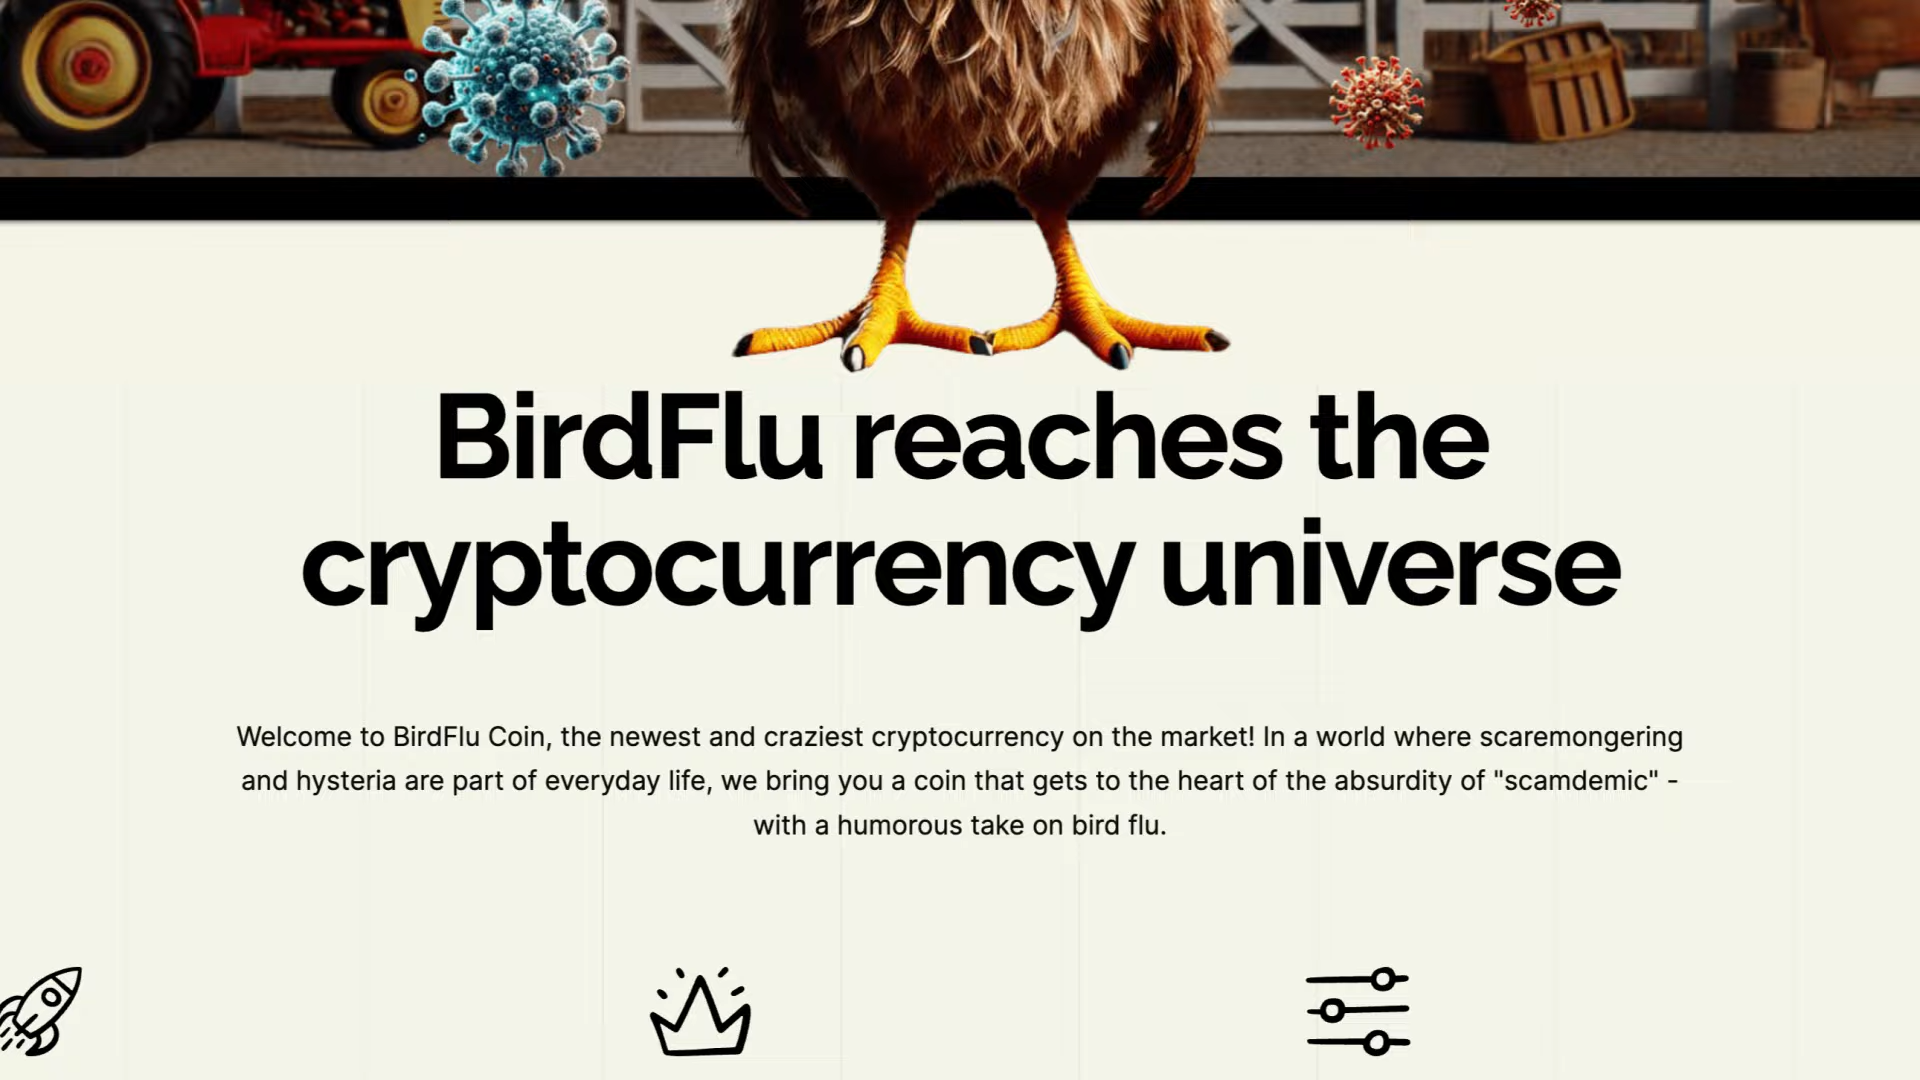 BirdFlu reaches the
cryptocurrency universe
Welcome to BirdFlu Coin, the newest and craziest cryptocurrency on the market! In a world where scaremongering
and hysteria are part of everyday life, we bring you a coin that gets to the heart of the absurdity of "scamdemic" -
with a humorous take on bird flu.